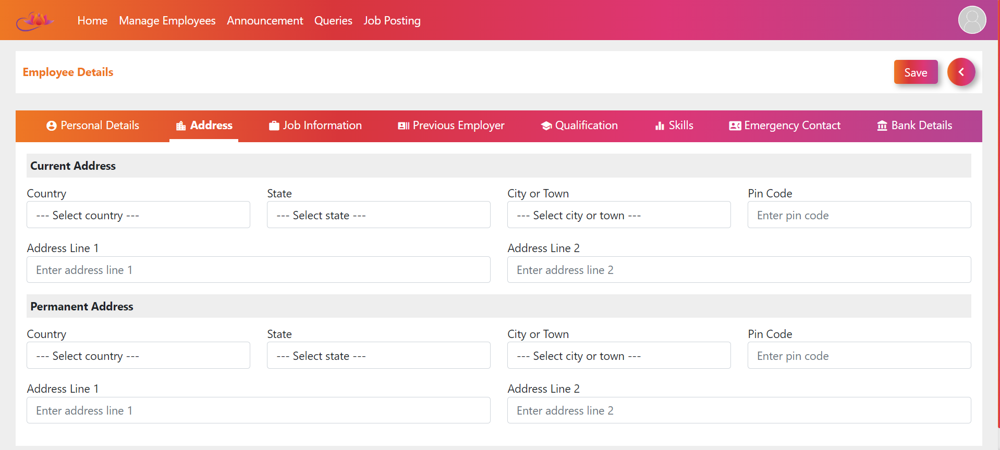 Home Manage Employees Announcement Queries Job Posting
Employee Details
Save
Personal Details Address Job Information Previous Employer Qualification Skills Emergency Contact Bank Details
Current Address
Country State City or Town Pin Code
--- Select country --- --- Select state --- --- Select city or town --- Enter pin code
Address Line 1 Address Line 2
Enter address line 1 Enter address line 2
Permanent Address
Country State City or Town Pin Code
--- Select country --- --- Select state --- --- Select city or town --- Enter pin code
Address Line 1 Address Line 2
Enter address line 1 Enter address line 2